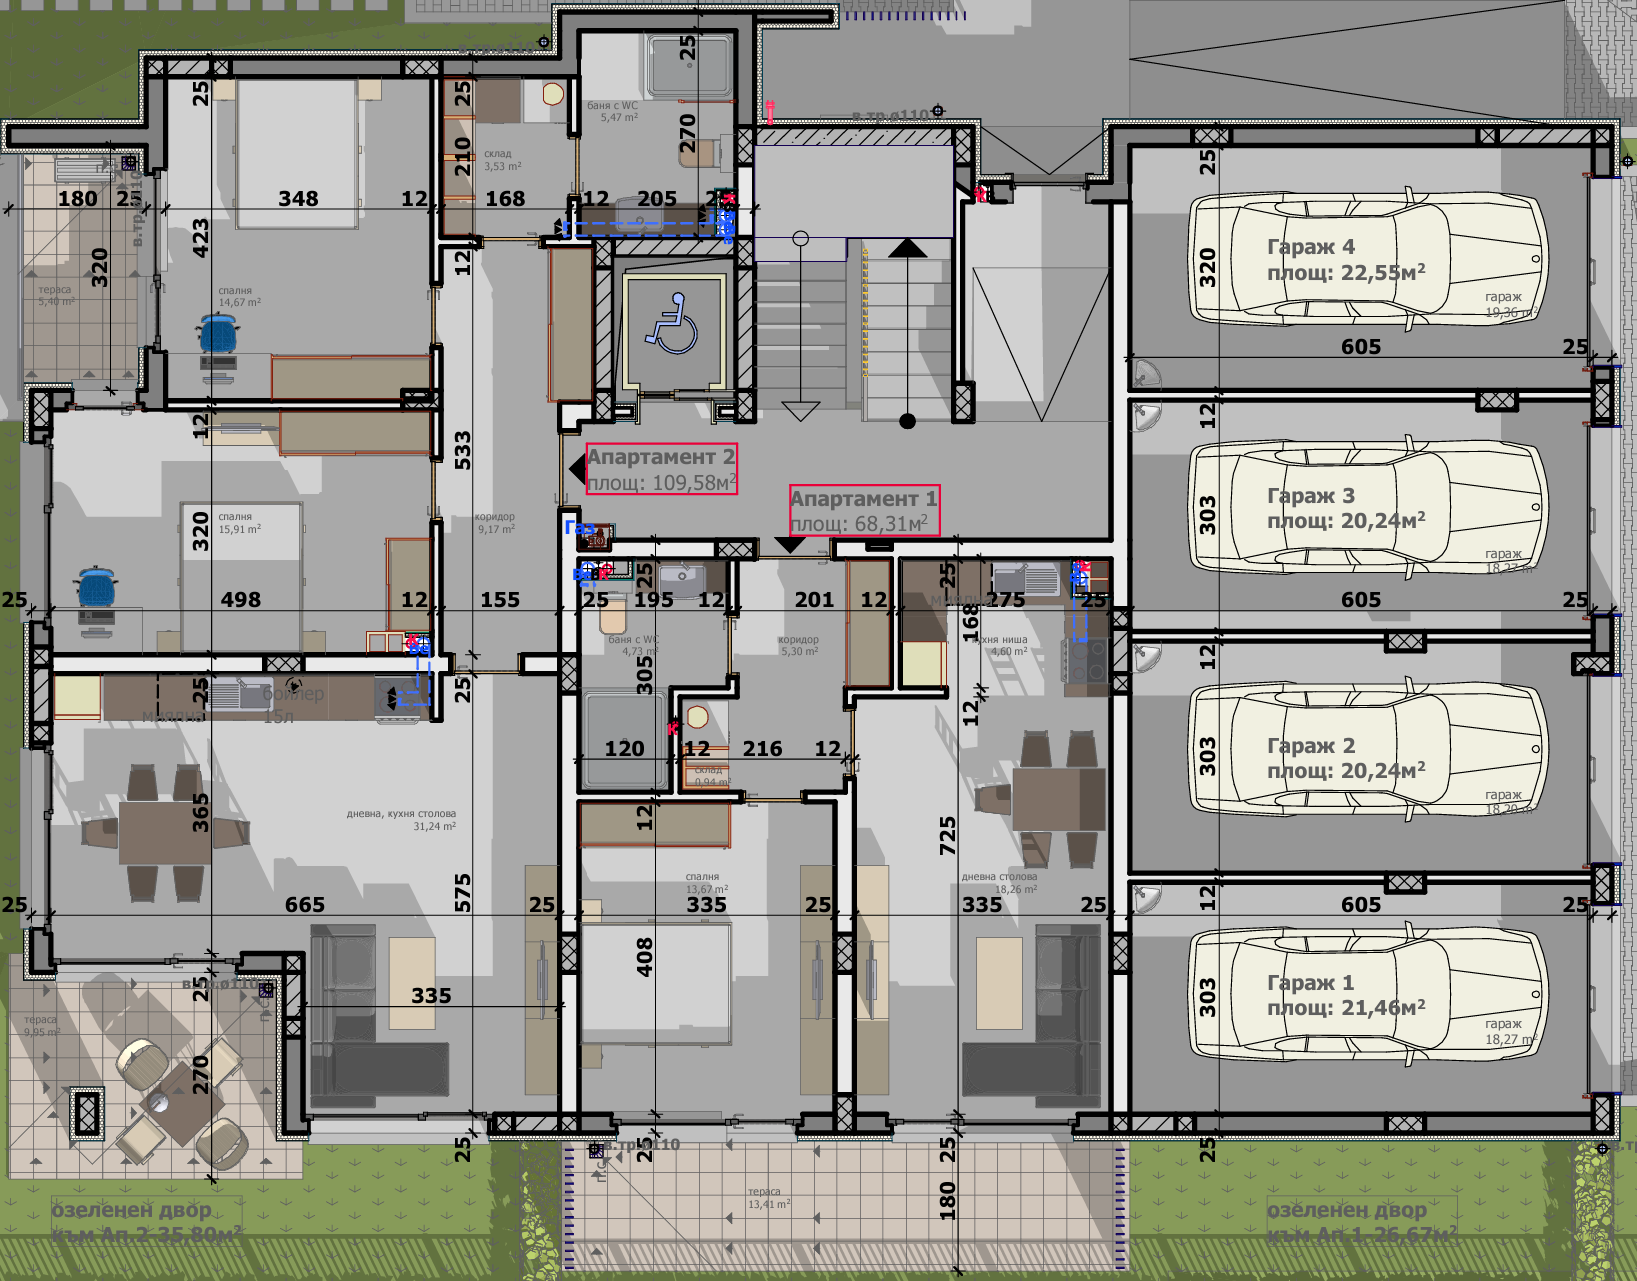 в.тр.ø110
в.тр.ø110
баня с WC
5,47 m²
склад
3,53 m²
25
25
25
270
210
180
25
348
12
168
12
205
25
423
320
12
тераса
5,40 m²
спалня
14,67 m²
в.тр.ø110
25
Гараж 4
площ: 22,55м²
320
гараж
19,36 m²
605
25
12
12
533
Апартамент 2
площ: 109,58м²
Апартамент 1
площ: 68,31м²
Газ
спалня
15,91 m²
320
коридор
9,17 m²
Гараж 3
площ: 20,24м²
303
гараж
18,27 m²
25
498
12
155
25
195
12
25
201
12
25
275
25
605
25
баня с WC
4,73 m²
коридор
5,30 m²
кухня ниша
4,60 m²
миялна
168
305
12
12
25
25
бойлер
15л
миялна
120
12
216
12
склад
0,94 m²
Гараж 2
площ: 20,24м²
303
гараж
18,20 m²
365
дневна, кухня столова
31,24 m²
12
725
спалня
13,67 m²
дневна столова
18,26 m²
575
12
25
665
25
335
25
335
25
605
25
408
335
Гараж 1
площ: 21,46м²
303
гараж
18,27 m²
в.тр.ø110
25
тераса
9,95 m²
270
25
25
25
25
в.тр.ø110
180
тераса
13,41 m²
озеленен двор
към Ап.2-35,80м²
озеленен двор
към Ап.1-26,67м²